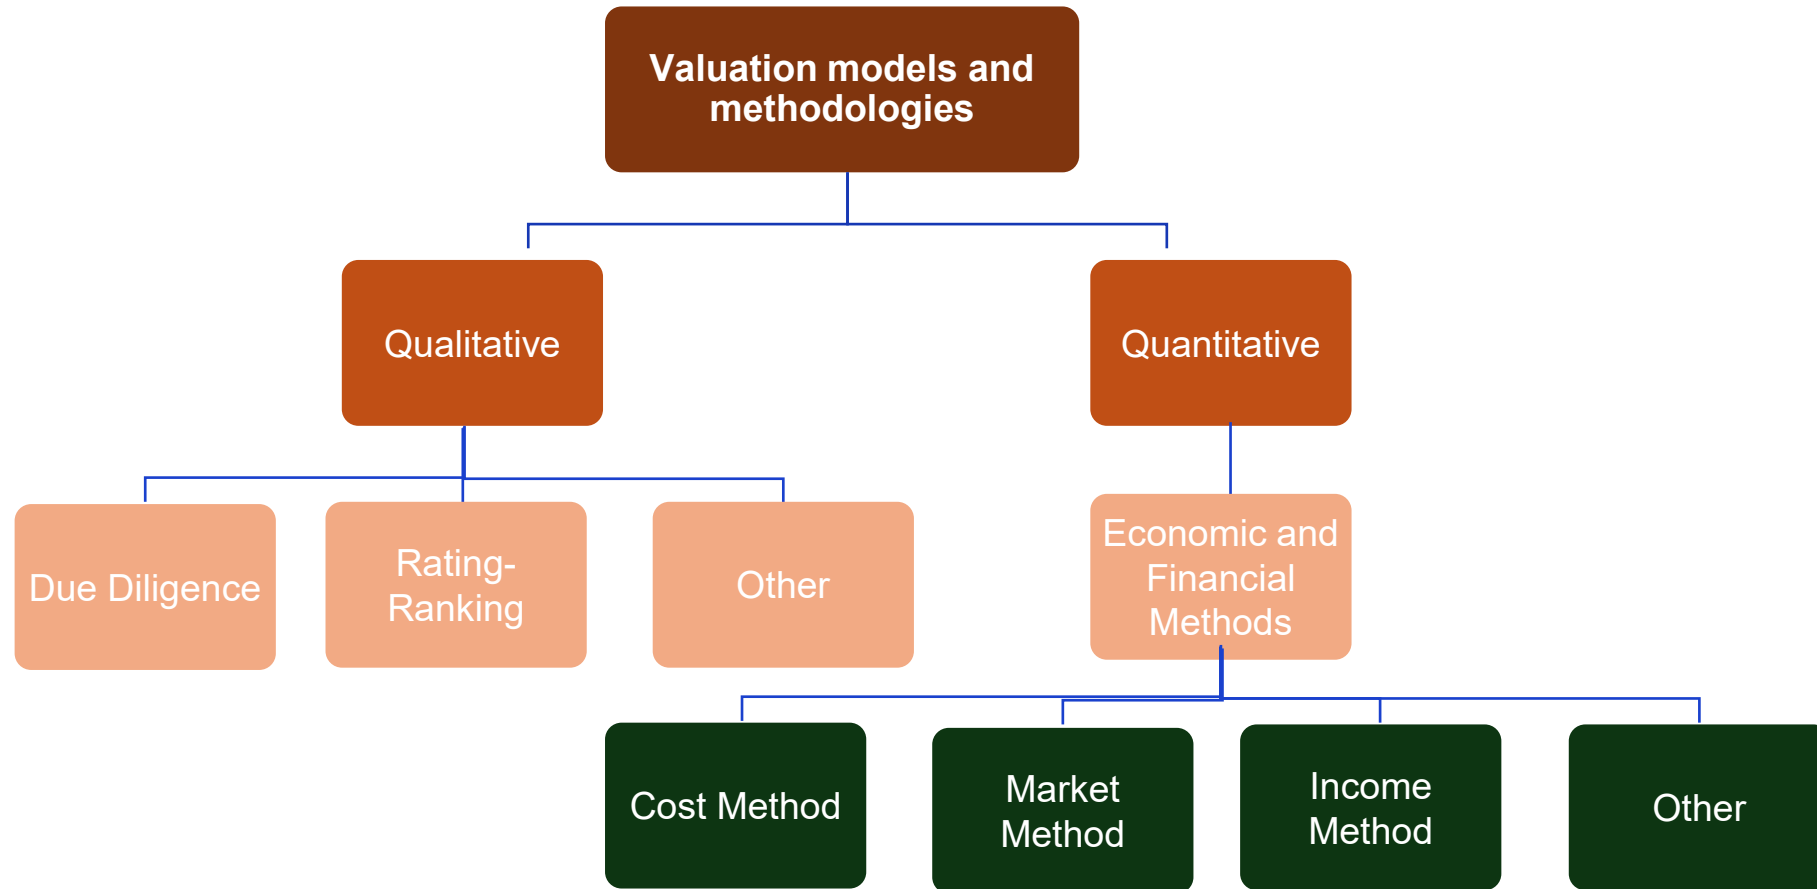 Valuation models and
methodologies
Qualitative
Quantitative
Due Diligence
Rating-
Ranking
Other
Economic and
Financial
Methods
Cost Method
Market
Method
Income
Method
Other